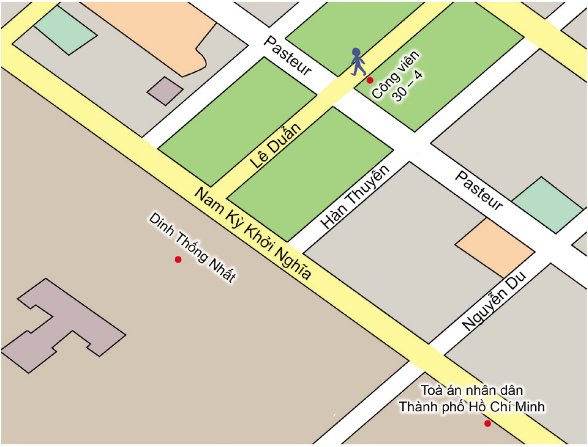 Pasteur
Công viên
30 – 4
Lê Duẩn
Hàn Thuyên
Pasteur
Nam Kỳ Khởi Nghĩa
Dinh Thống Nhất
Nguyễn Du
Toà án nhân dân
Thành phố Hồ Chí Minh